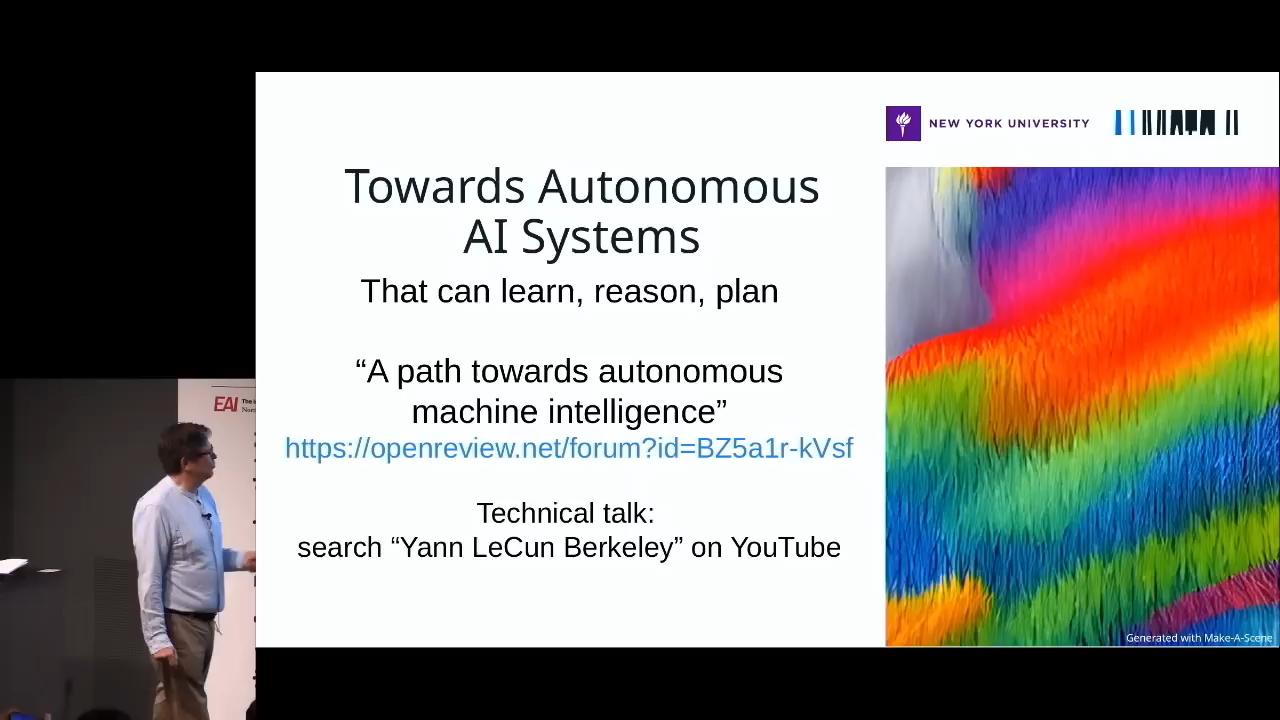 NEW YORK UNIVERSITY
Towards Autonomous
AI Systems
That can learn, reason, plan
“A path towards autonomous
machine intelligence”
https://openreview.net/forum?id=BZ5a1r-kVsf
Technical talk:
search “Yann LeCun Berkeley” on YouTube
Generated with Make-A-Scene
EAI